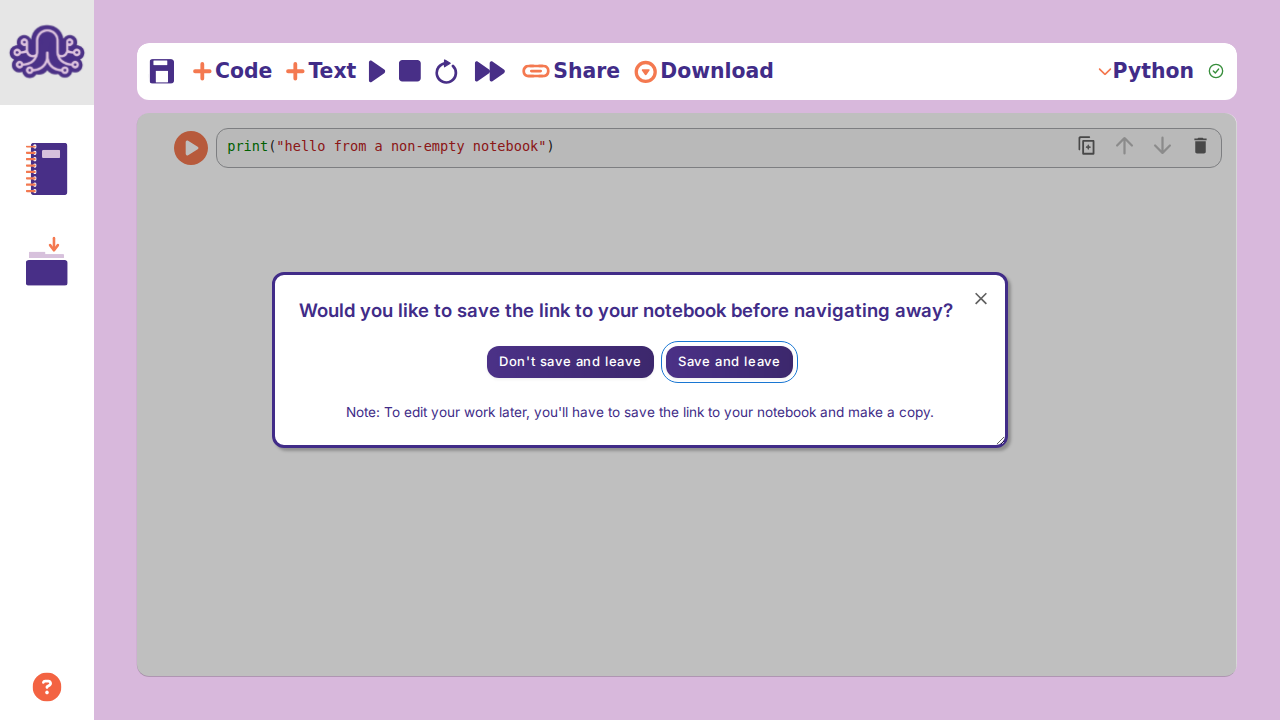 Code Text Share Download Python
print("hello from a non-empty notebook")
Would you like to save the link to your notebook before navigating away?
Don't save and leave Save and leave
Note: To edit your work later, you'll have to save the link to your notebook and make a copy.
?